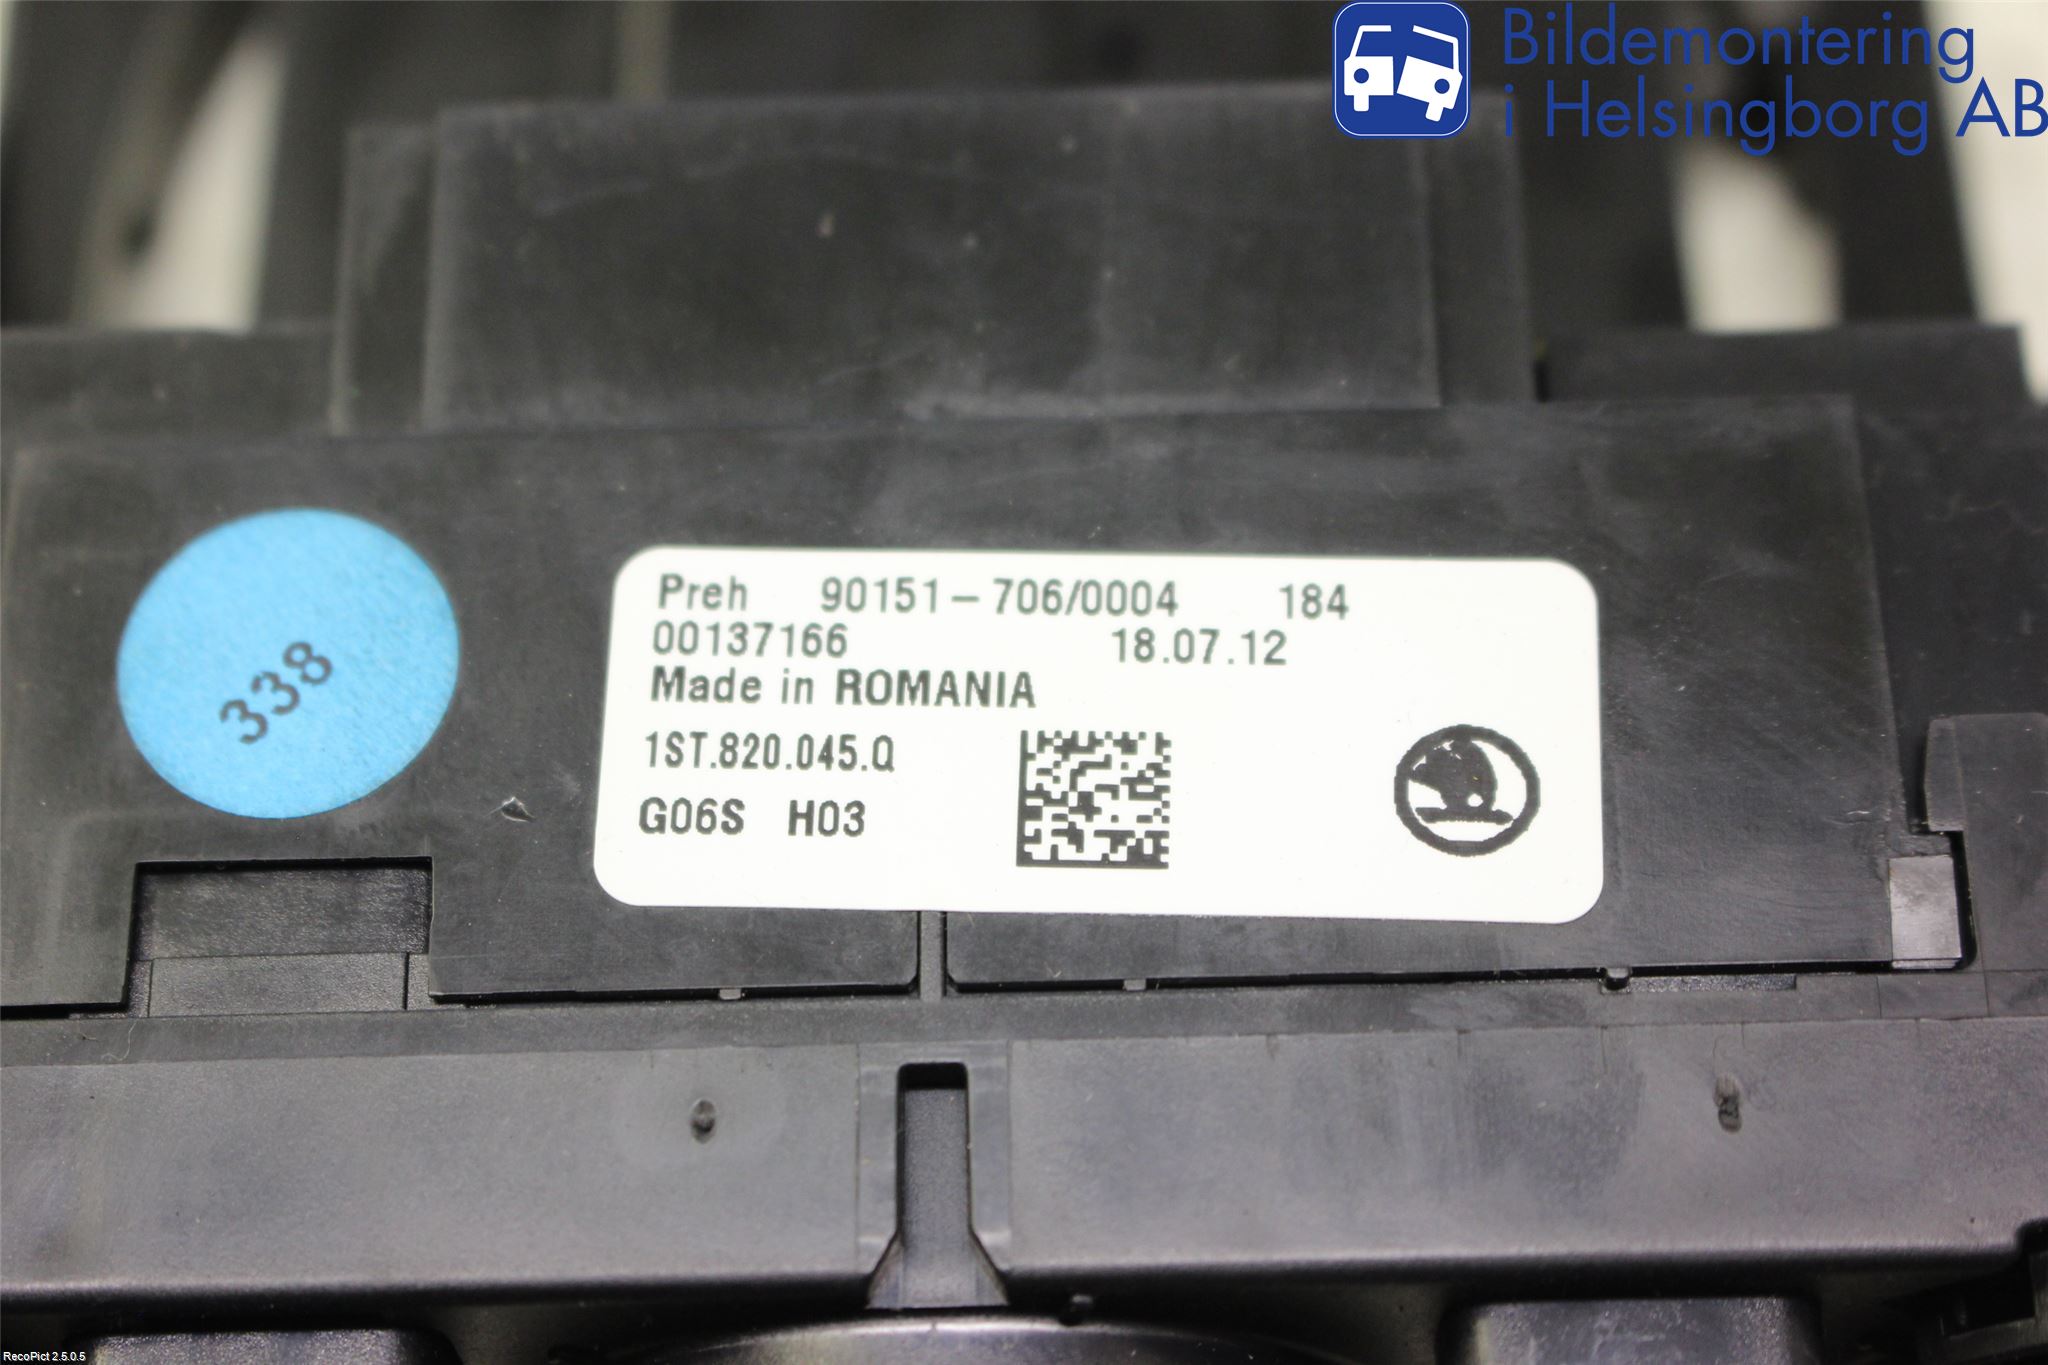 Bildemontering
i Helsingborg AB
338
Preh 90151-706/0004 184
00137166 18.07.12
Made in ROMANIA
1ST.820.045.Q
G06S H03
RecoPict 2.5.0.5